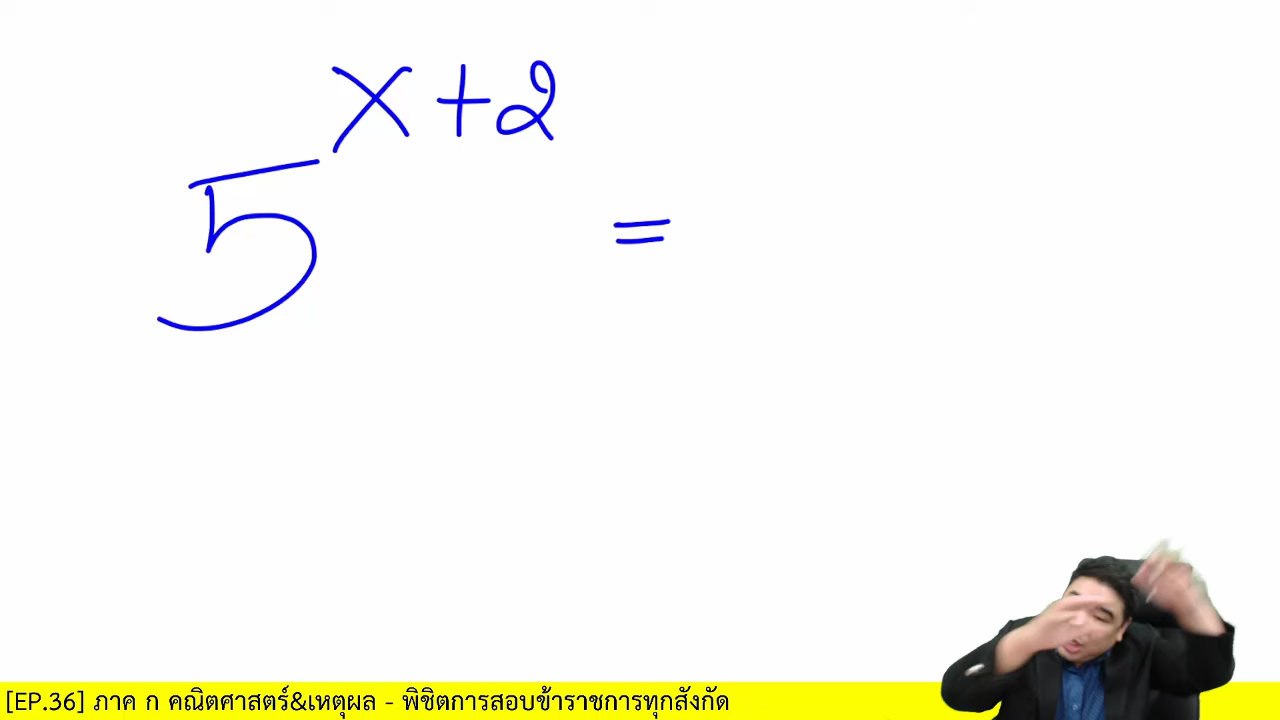 5^{x+2} =
[EP.36] ภาค ก คณิตศาสตร์&เหตุผล - พิชิตการสอบข้าราชการทุกสังกัด